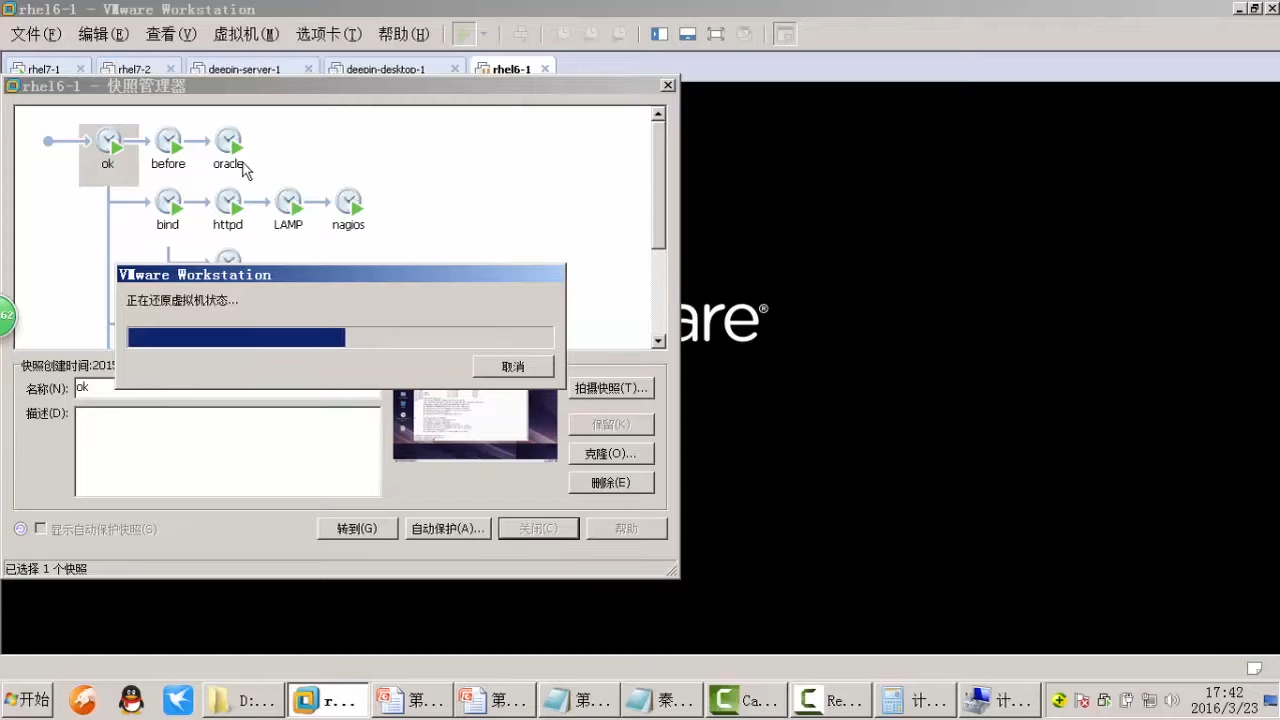 rhel6-1 - VMware Workstation
文件(F) 编辑(E) 查看(V) 虚拟机(M) 选项卡(T) 帮助(H)
rhel7-1 rhel7-2 deepin-server-1 deepin-desktop-1 rhel6-1
rhel6-1 - 快照管理器
ok before oracle
bind httpd LAMP nagios
VMware Workstation
正在还原虚拟机状态...
取消
are®
62
快照创建时间:2015
名称(N): ok
拍摄快照(T)...
描述(D):
保留(K)
克隆(O)...
删除(E)
显示自动保护快照(S)
转到(G) 自动保护(A)... 关闭(C) 帮助
已选择 1 个快照
开始 D:... r... 第... 第... 第... 秦... Ca... Re... 计... 计...
17:42
2016/3/23